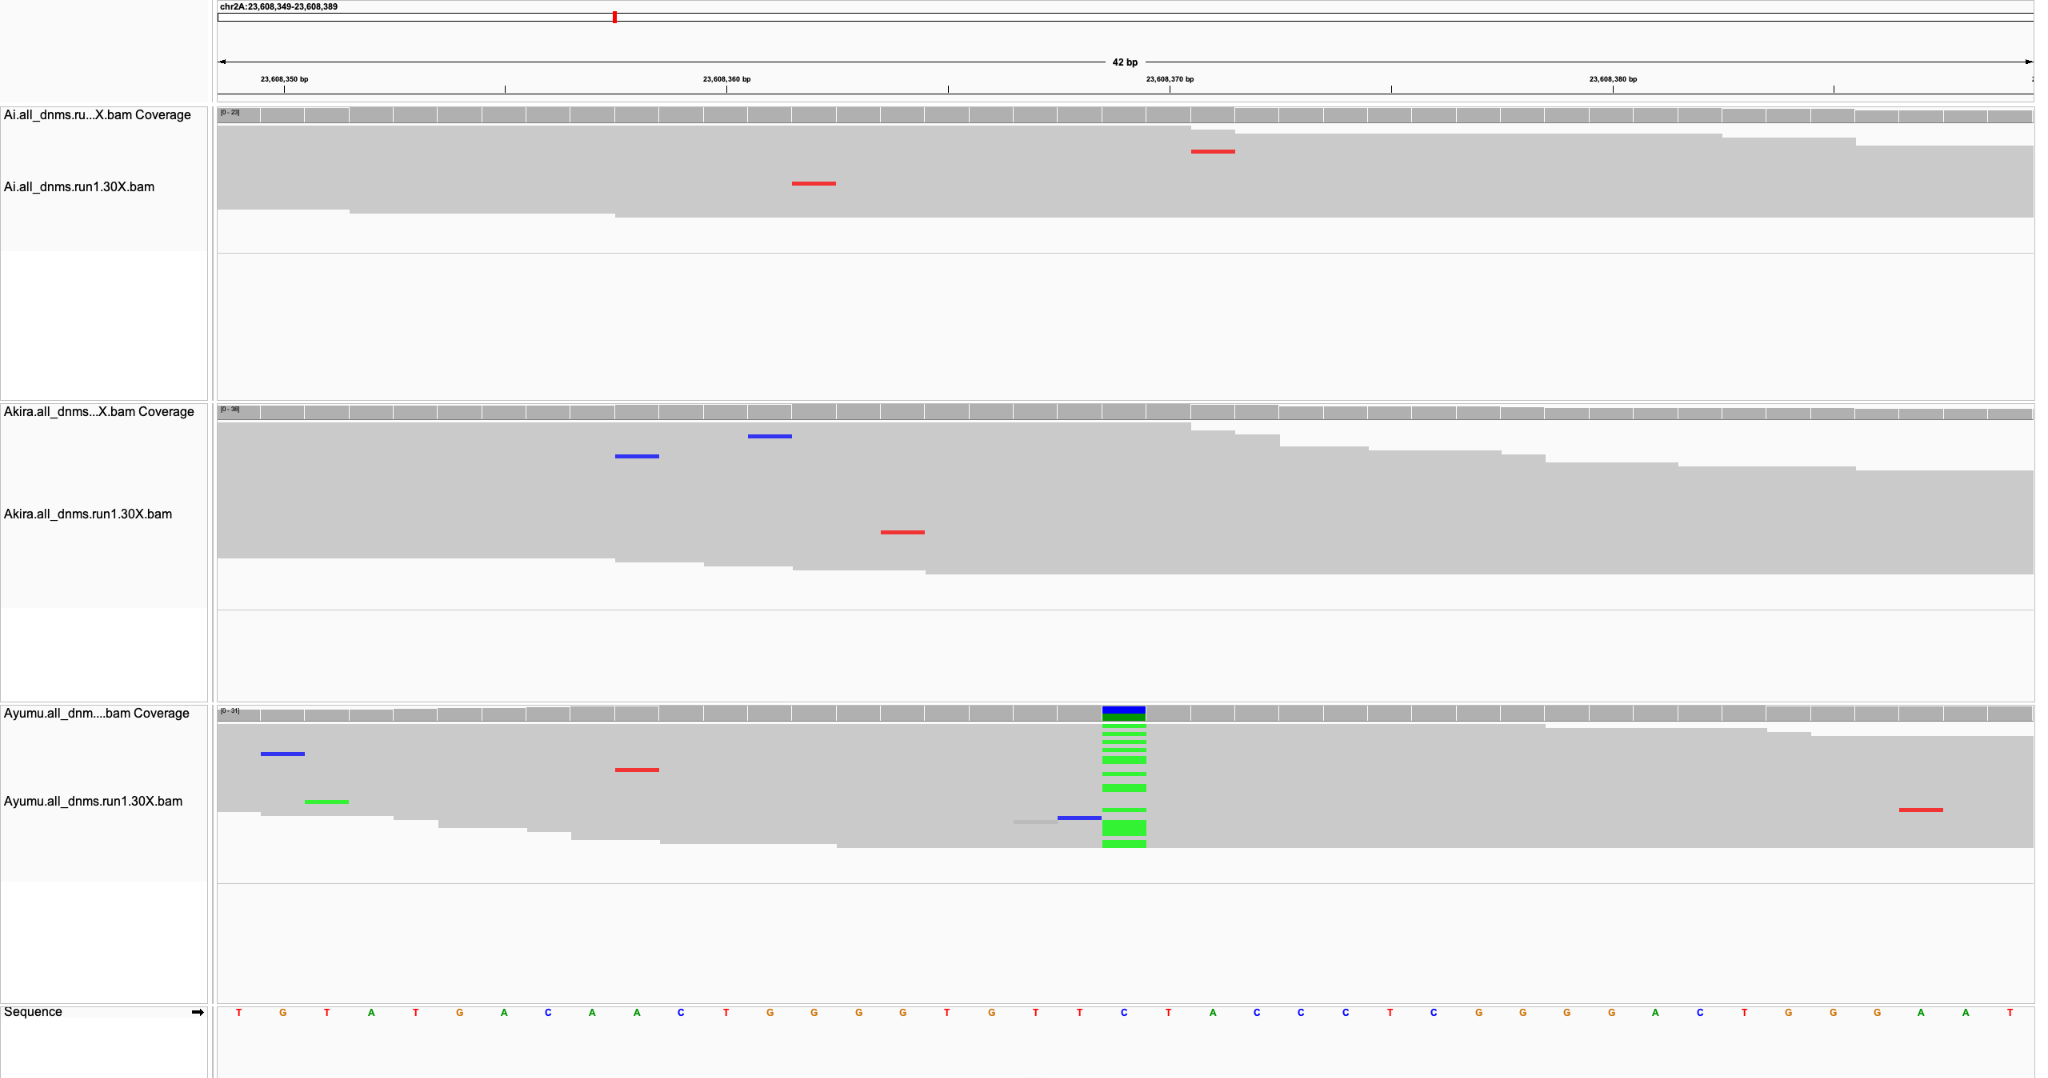 chr2A:23,608,349-23,608,389
42 bp
23,608,350 bp 23,608,360 bp 23,608,370 bp 23,608,380 bp
Ai.all_dnms.ru...X.bam Coverage
[0 - 23]
Ai.all_dnms.run1.30X.bam
Akira.all_dnms...X.bam Coverage
[0 - 38]
Akira.all_dnms.run1.30X.bam
Ayumu.all_dnm....bam Coverage
[0 - 31]
Ayumu.all_dnms.run1.30X.bam
Sequence T G T A T G A C A A C T G G G G T G T T C T A C C C T C G G G G A C T G G G A A T